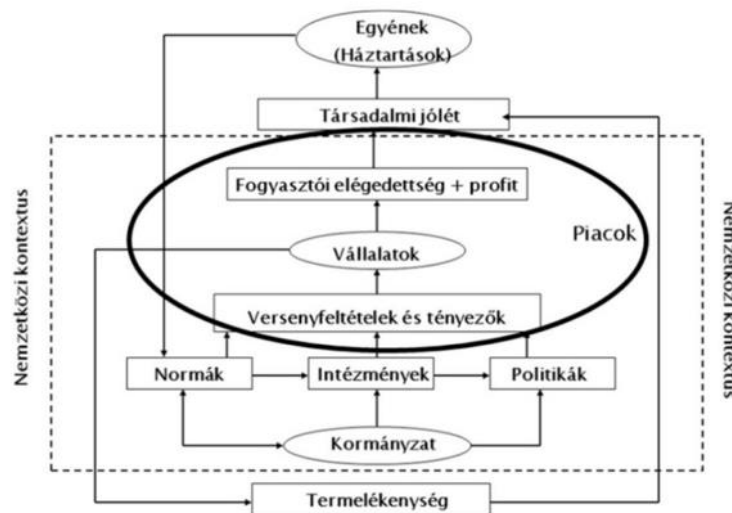 Egyének
(Háztartások)
Társadalmi jólét
Fogyasztói elégedettség + profit
Piacok
Vállalatok
Versenyfeltételek és tényezők
Normák
Intézmények
Politikák
Kormányzat
Termelékenység
Nemzetközi kontextus
Nemzetközi kontextus